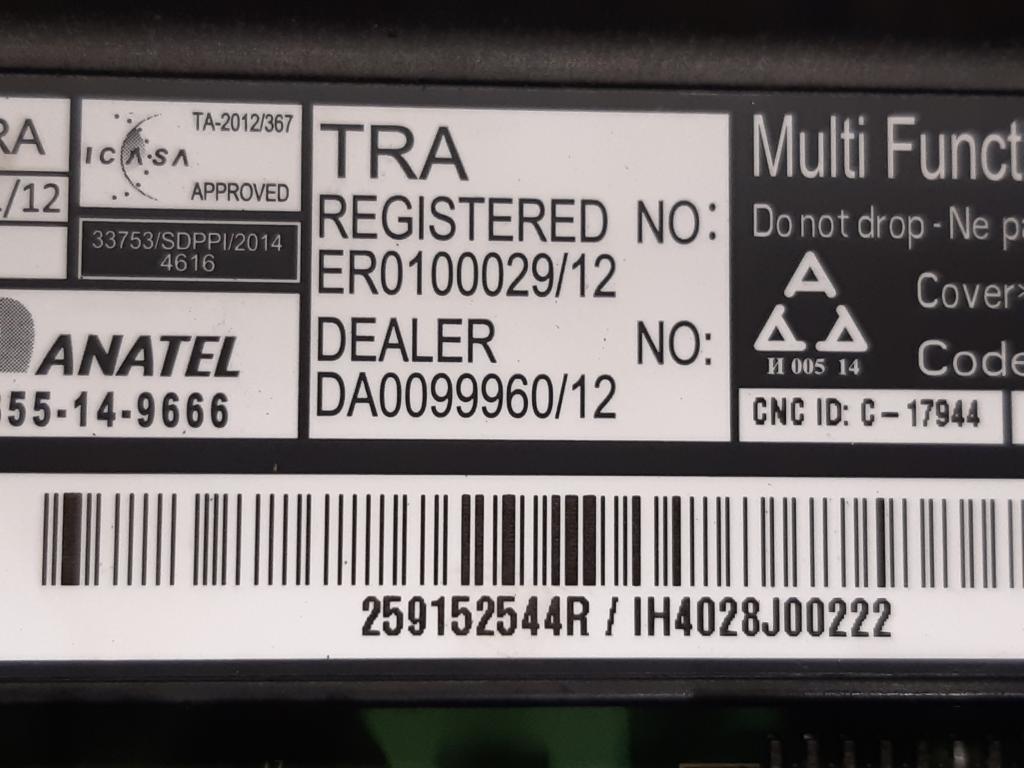 RA
/12
TA-2012/367
ICASA
APPROVED
33753/SDPPI/2014
4616
ANATEL
355-14-9666
TRA
REGISTERED NO:
ER0100029/12
DEALER NO:
DA0099960/12
Multi Funct
Do not drop - Ne pa
Cover>
И 005 14
Code
CNC ID: C - 17944
259152544R / IH4028J00222